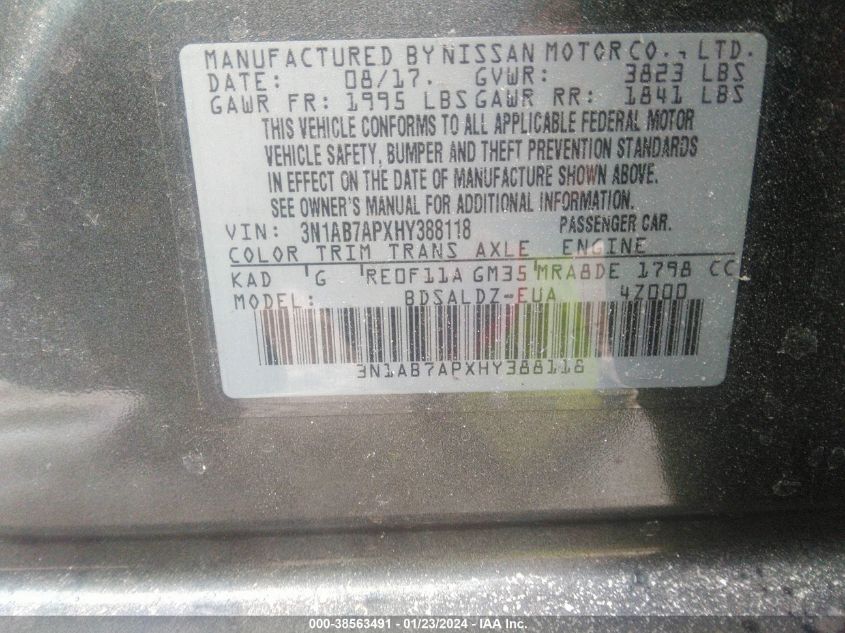 MANUFACTURED BY NISSAN MOTOR CO., LTD.
DATE: 08/17. GVWR: 3823 LBS
GAWR FR: 1995 LBS GAWR RR: 1841 LBS
THIS VEHICLE CONFORMS TO ALL APPLICABLE FEDERAL MOTOR
VEHICLE SAFETY, BUMPER AND THEFT PREVENTION STANDARDS
IN EFFECT ON THE DATE OF MANUFACTURE SHOWN ABOVE.
SEE OWNER'S MANUAL FOR ADDITIONAL INFORMATION.
VIN: 3N1AB7APXHY388118 PASSENGER CAR.
COLOR TRIM TRANS AXLE ENGINE
KAD G RE0F11A GM35 MRA8DE 1798 CC
MODEL: BDSALDZ-EUA 4Z000
3N1AB7APXHY388118
000-38563491 - 01/23/2024 - IAA Inc.